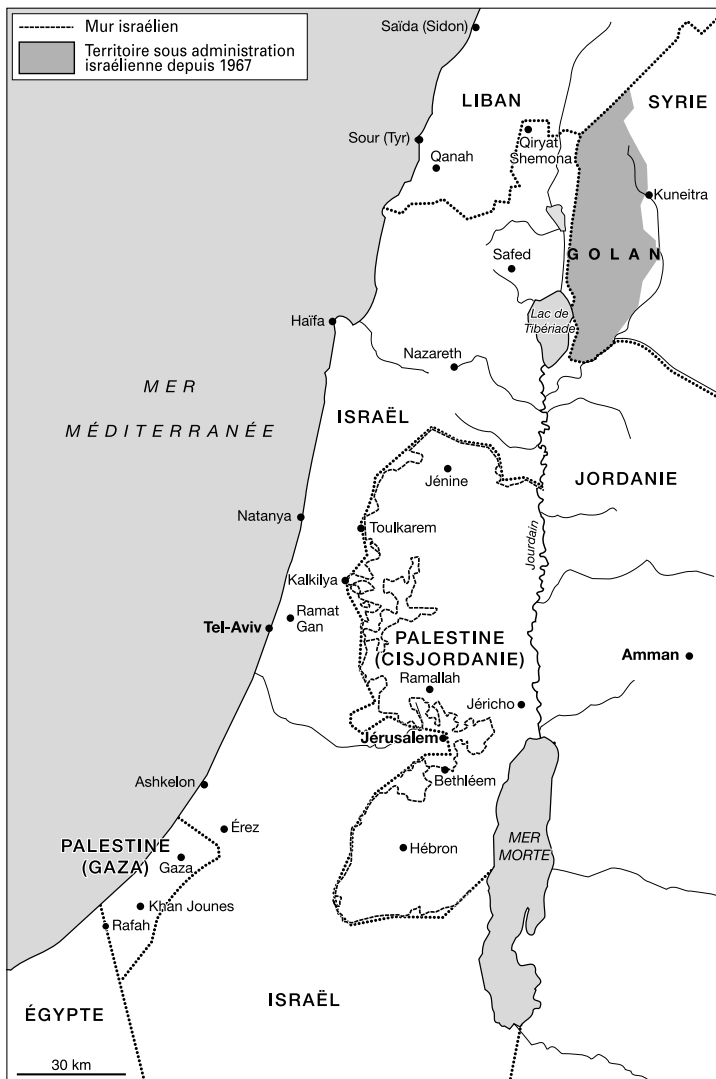 Mur israélien
Territoire sous administration
israélienne depuis 1967
Saïda (Sidon)
LIBAN
SYRIE
Sour (Tyr)
Qanah
Qiryat
Shemona
Kuneitra
Safed
GOLAN
Lac de
Tibériade
Haïfa
Nazareth
MER
MÉDITERRANÉE
ISRAËL
Jénine
JORDANIE
Natanya
Toulkarem
Jourdain
Kalkilya
Ramat
Gan
Tel-Aviv
PALESTINE
(CISJORDANIE)
Amman
Ramallah
Jéricho
Jérusalem
Bethléem
Ashkelon
Érez
PALESTINE
(GAZA)
Gaza
Hébron
MER
MORTE
Khan Jounes
Rafah
ÉGYPTE
ISRAËL
30 km